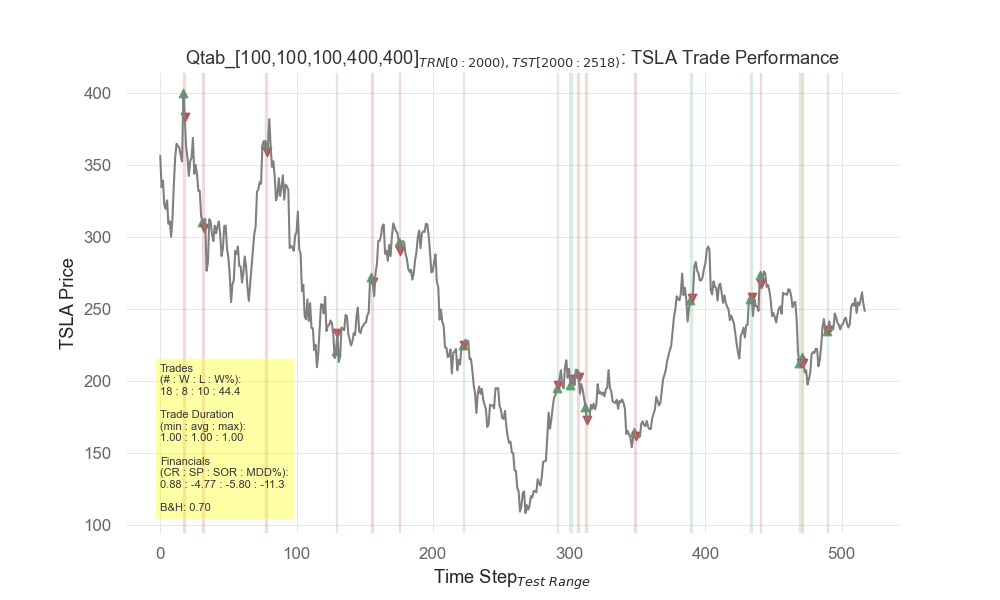 Qtab_[100,100,100,400,400]TRN[0 : 2000), TST[2000 : 2518): TSLA Trade Performance
400
350
300
250
200
150
100
TSLA Price
Trades
(# : W : L : W%):
18 : 8 : 10 : 44.4
Trade Duration
(min : avg : max):
1.00 : 1.00 : 1.00
Financials
(CR : SP : SOR : MDD%):
0.88 : -4.77 : -5.80 : -11.3
B&H: 0.70
0 100 200 300 400 500
Time StepTest Range